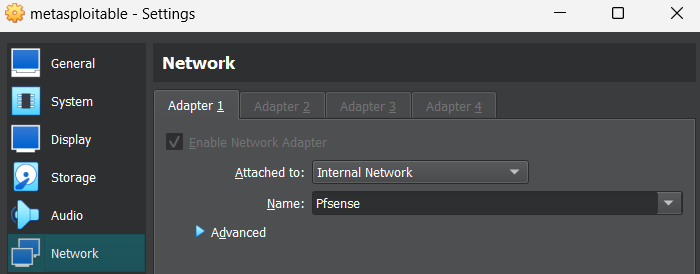 metasploitable - Settings
General
System
Display
Storage
Audio
Network
Network
Adapter 1 Adapter 2 Adapter 3 Adapter 4
Enable Network Adapter
Attached to: Internal Network
Name: Pfsense
Advanced